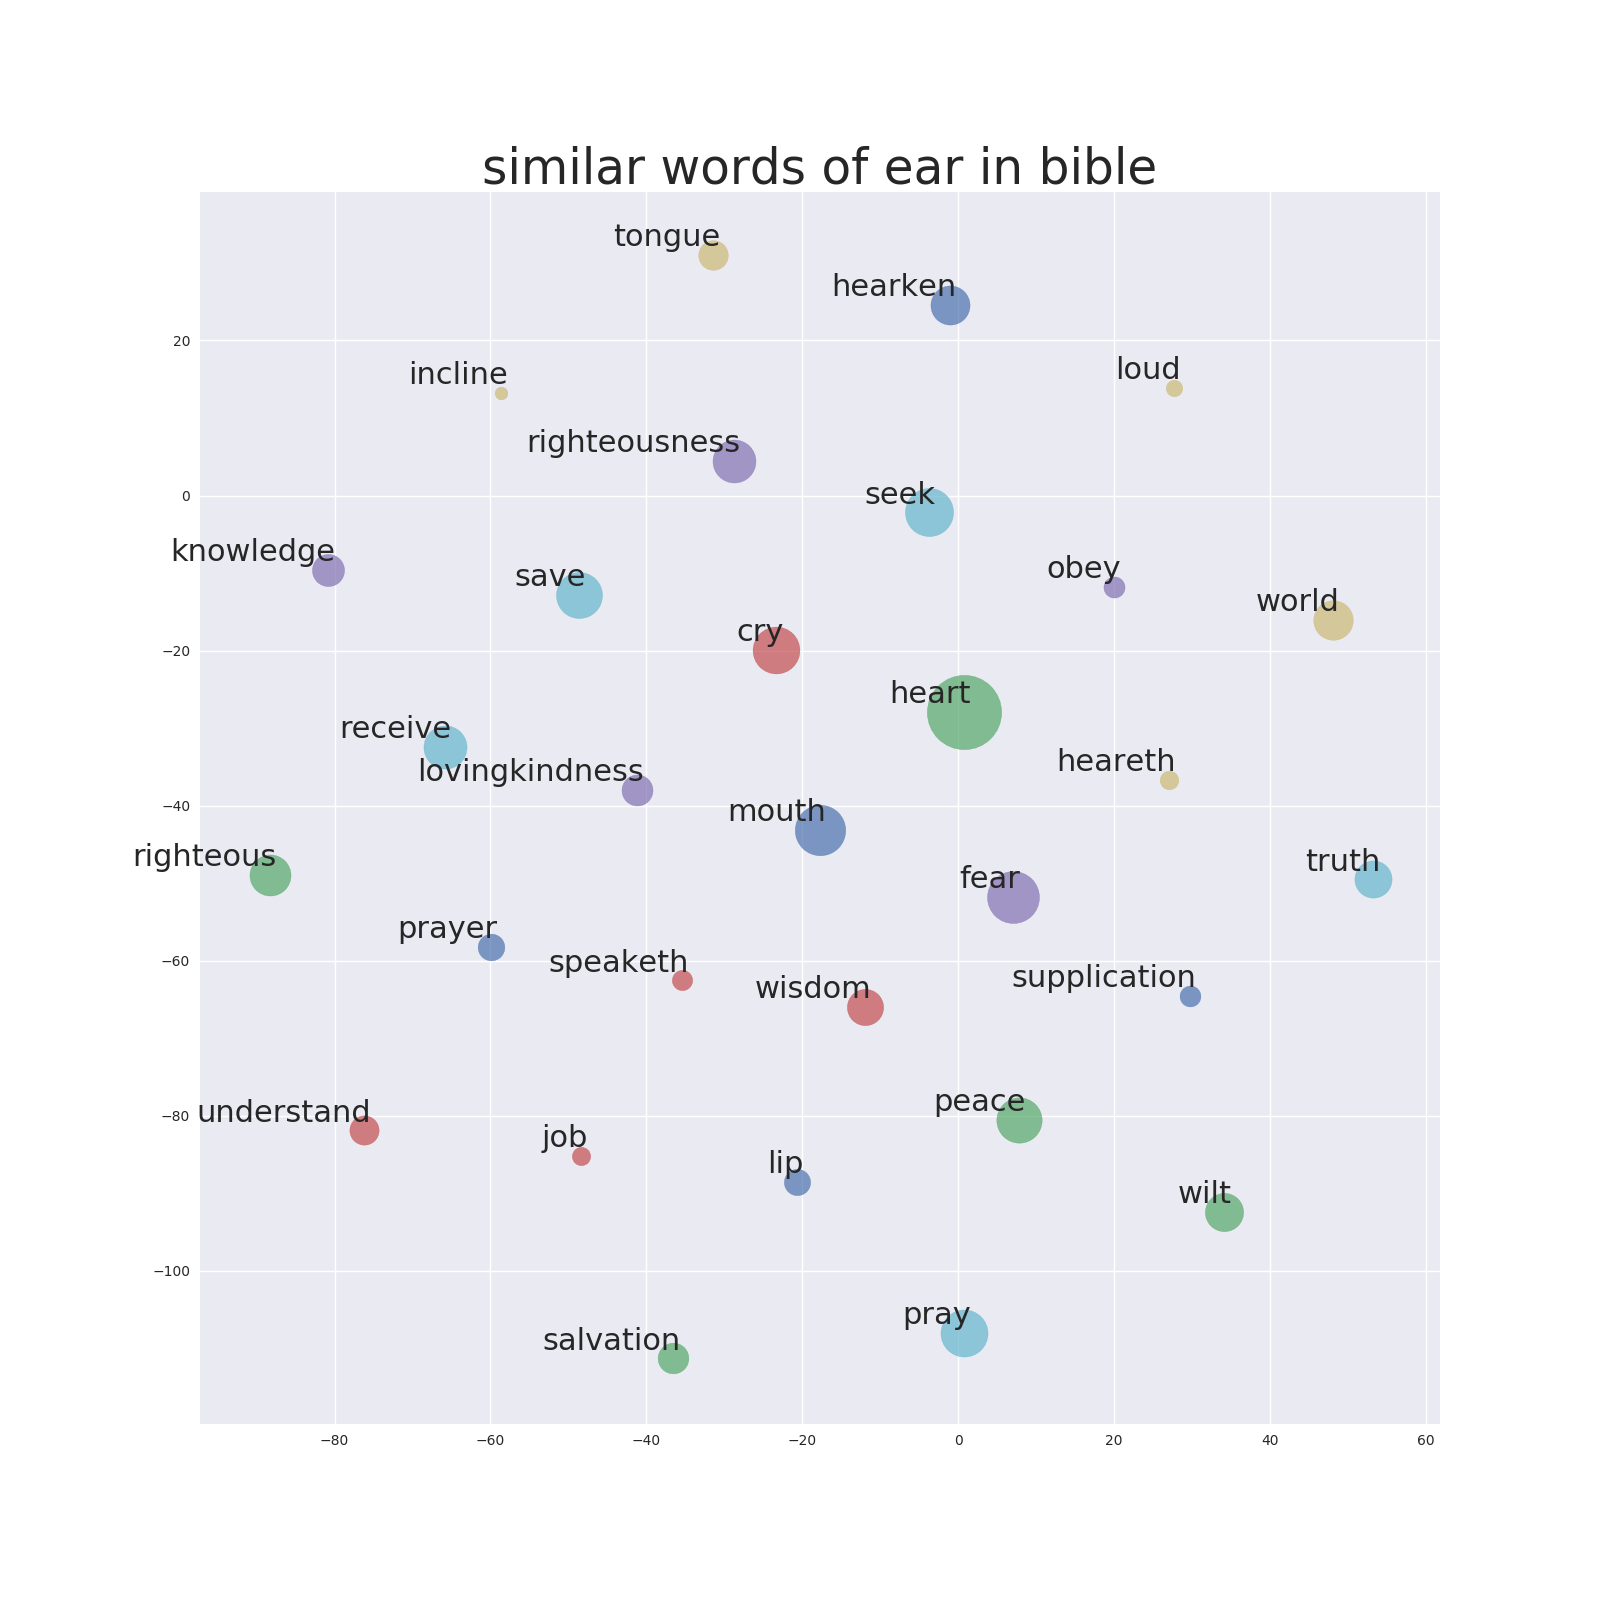 similar words of ear in bible
tongue
hearken
20
loud
incline
righteousness
seek
0
knowledge
obey
save
world
cry
−20
heart
receive
heareth
lovingkindness
−40
mouth
righteous
truth
fear
prayer
−60
speaketh
supplication
wisdom
peace
understand
−80
job
lip
wilt
−100
pray
salvation
−80 −60 −40 −20 0 20 40 60